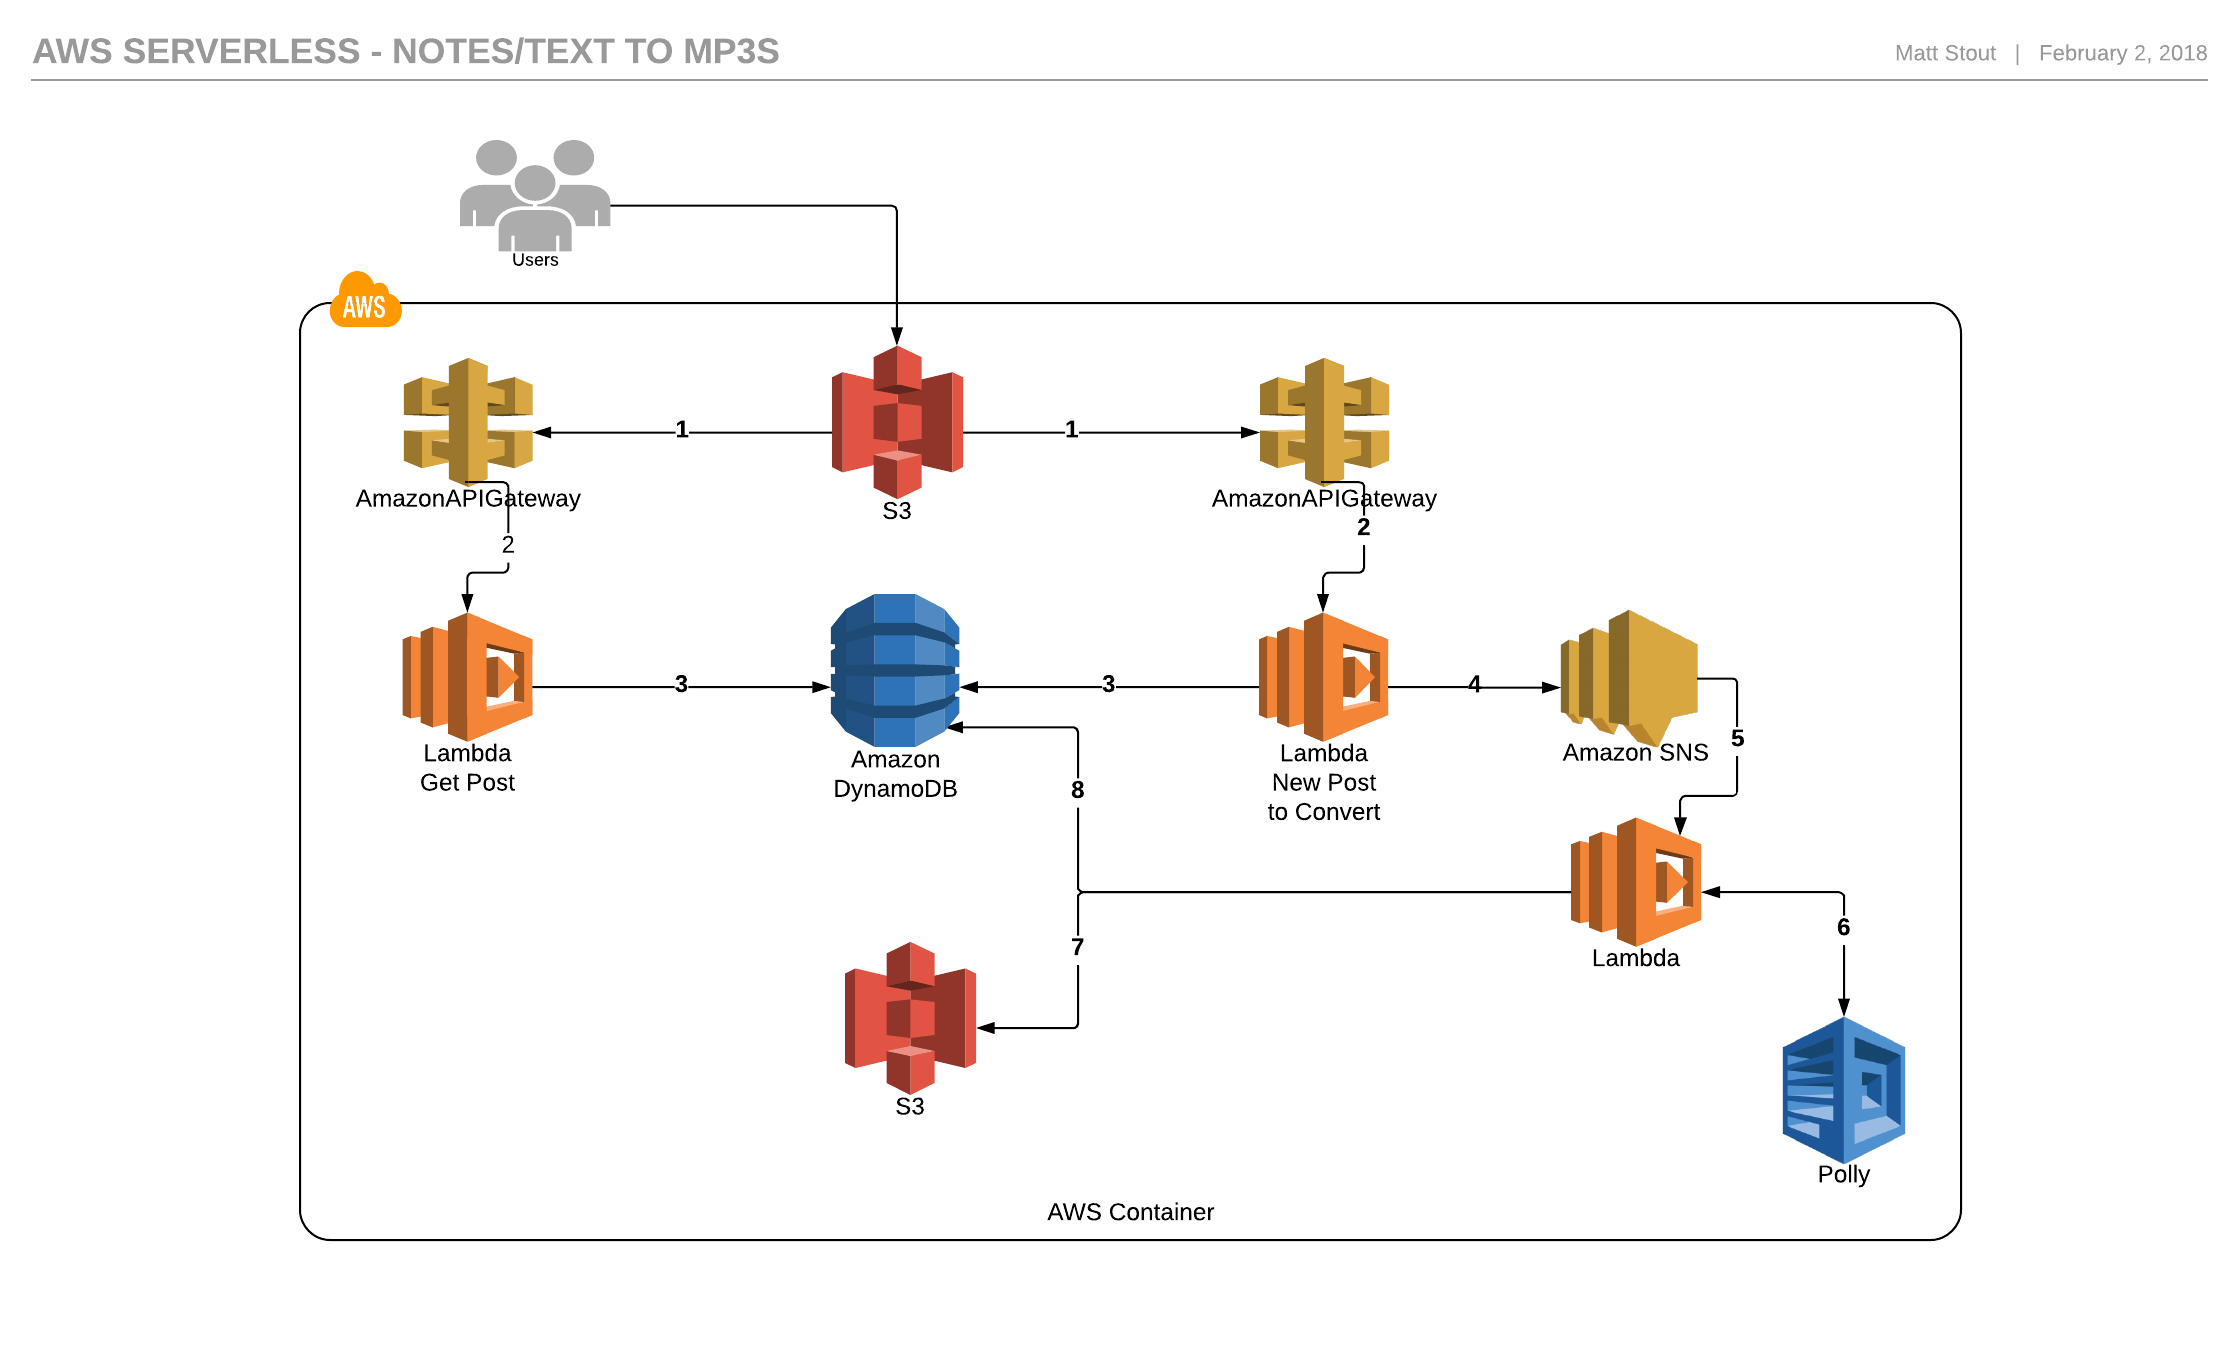 AWS SERVERLESS - NOTES/TEXT TO MP3S
Matt Stout | February 2, 2018
Users
AWS
1
1
AmazonAPIGateway
S3
AmazonAPIGateway
2
2
3
3
4
Lambda
Get Post
Amazon
DynamoDB
Lambda
New Post
to Convert
Amazon SNS
5
8
6
7
Lambda
S3
Polly
AWS Container